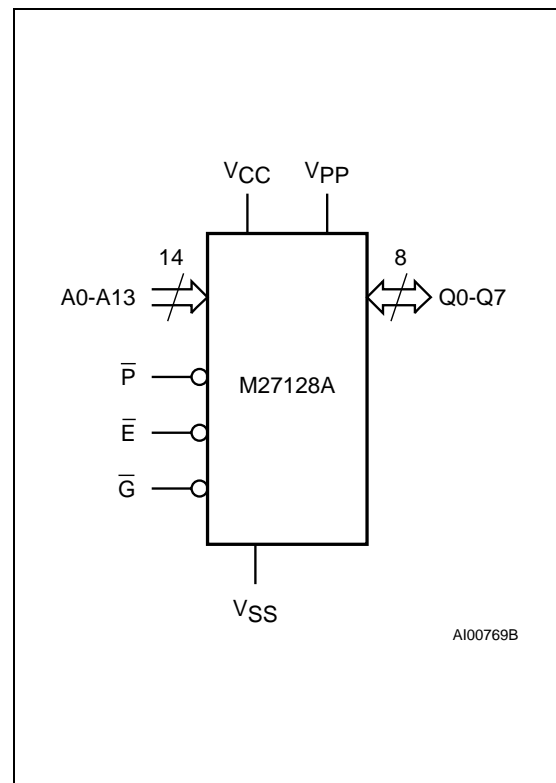 VCC VPP
14 8
A0-A13 Q0-Q7
P̅
M27128A
E̅
G̅
VSS
AI00769B